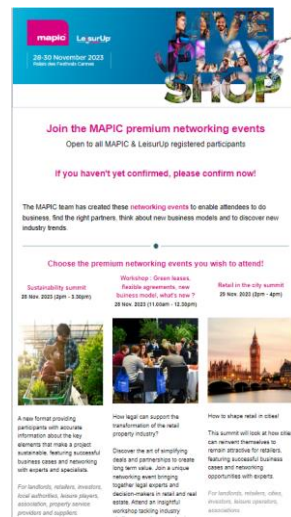 mapic
LeisurUp
28-30 November 2023
Palais des Festivals Cannes
PLAY
SHOP
Join the MAPIC premium networking events
Open to all MAPIC & LeisurUp registered participants
If you haven't yet confirmed, please confirm now!
The MAPIC team has created these networking events to enable attendees to do
business, find the right partners, think about new business models and to discover new
industry trends.
Choose the premium networking events you wish to attend!
Sustainability summit
28 Nov. 2023 (2pm - 3.30pm)
A new format providing
participants with accurate
information about the key
elements that make a project
sustainable, featuring successful
business cases and networking
with experts and specialists.
For landlords, retailers, investors,
local authorities, leisure players,
association, property service
providers and suppliers.
Workshop : Green leases,
flexible agreements, new
business model, what's new ?
28 Nov. 2023 (11.00am - 12.30pm)
How legal can support the
transformation of the retail
property industry?
Discover the art of simplifying
deals and partnerships to create
long term value. Join a unique
networking event bringing
together legal experts and
decision-makers in retail and real
estate. Attend an insightful
workshop tackling industry
Retail in the city summit
28 Nov. 2023 (2pm - 4pm)
How to shape retail in cities!
This summit will look at how cities
can reinvent themselves to
remain attractive for retailers,
featuring successful business
cases and networking
opportunities with experts.
For landlords, retailers, cities,
investors, leisure operators,
associations.